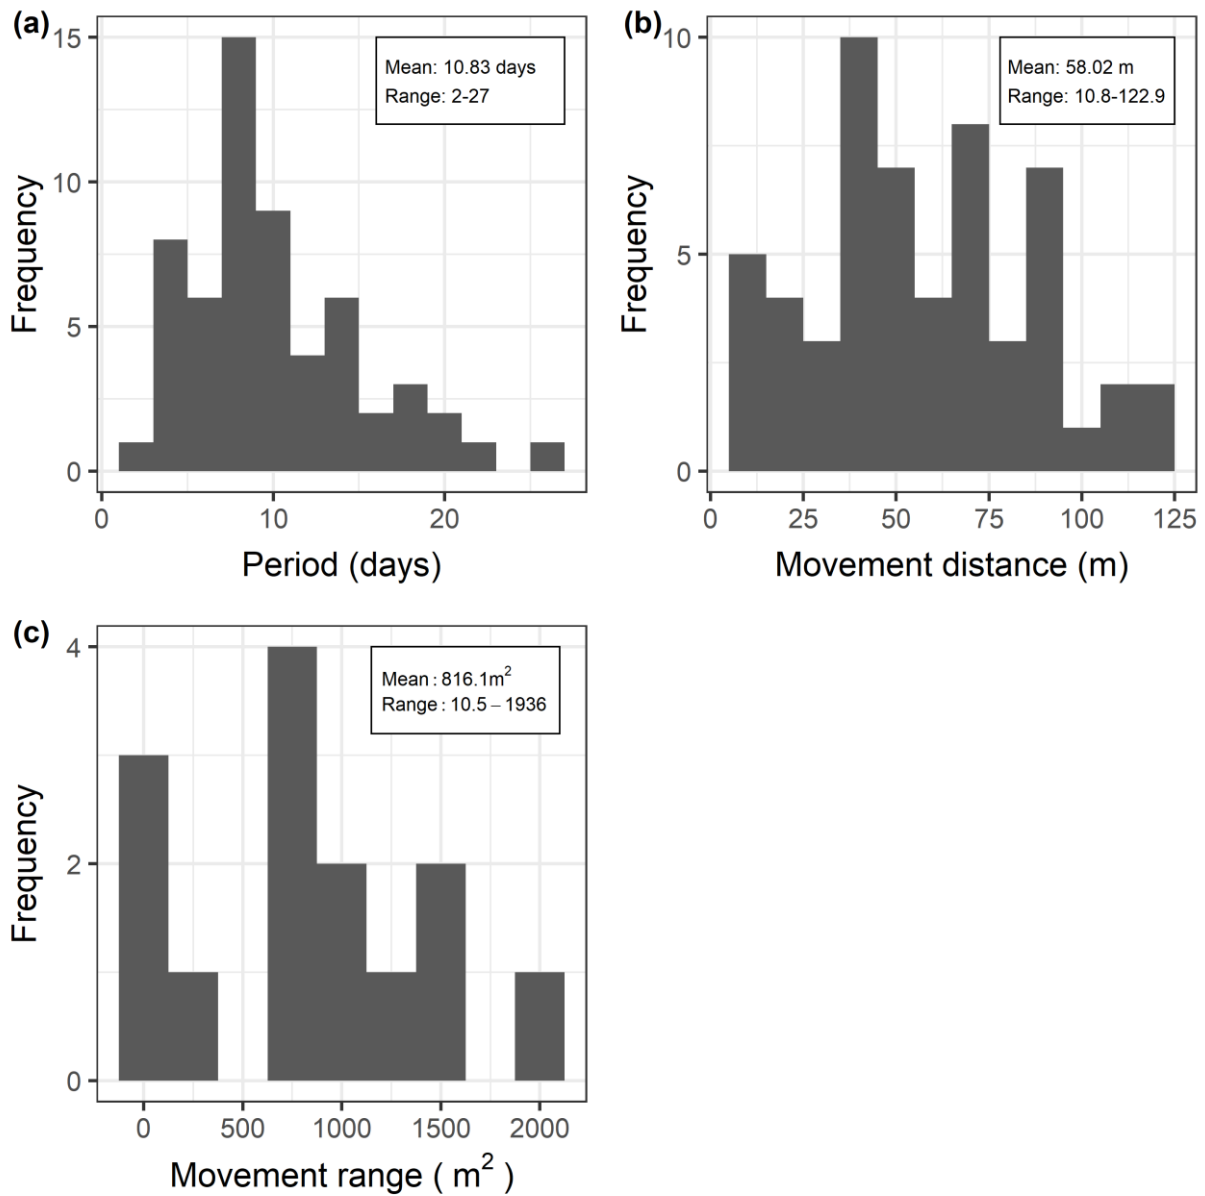 (a)
15
10
5
0
Frequency
Mean: 10.83 days
Range: 2-27
0 10 20
Period (days)
(b)
10
5
0
Frequency
Mean: 58.02 m
Range: 10.8-122.9
0 25 50 75 100 125
Movement distance (m)
(c)
4
2
0
Frequency
Mean : 816.1m²
Range : 10.5 – 1936
0 500 1000 1500 2000
Movement range ( m² )